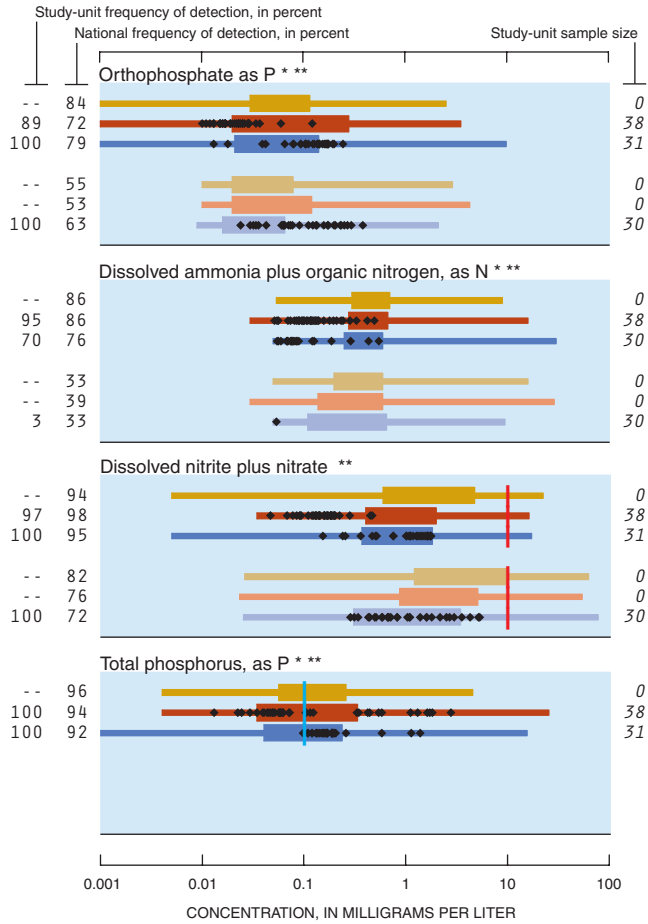 Study-unit frequency of detection, in percent
National frequency of detection, in percent
Study-unit sample size
Orthophosphate as P * **
-- 84 0
89 72 38
100 79 31
-- 55 0
-- 53 0
100 63 30
Dissolved ammonia plus organic nitrogen, as N * **
-- 86 0
95 86 38
70 76 30
-- 33 0
-- 39 0
3 33 30
Dissolved nitrite plus nitrate **
-- 94 0
97 98 38
100 95 31
-- 82 0
-- 76 0
100 72 30
Total phosphorus, as P * **
-- 96 0
100 94 38
100 92 31
0.001 0.01 0.1 1 10 100
CONCENTRATION, IN MILLIGRAMS PER LITER